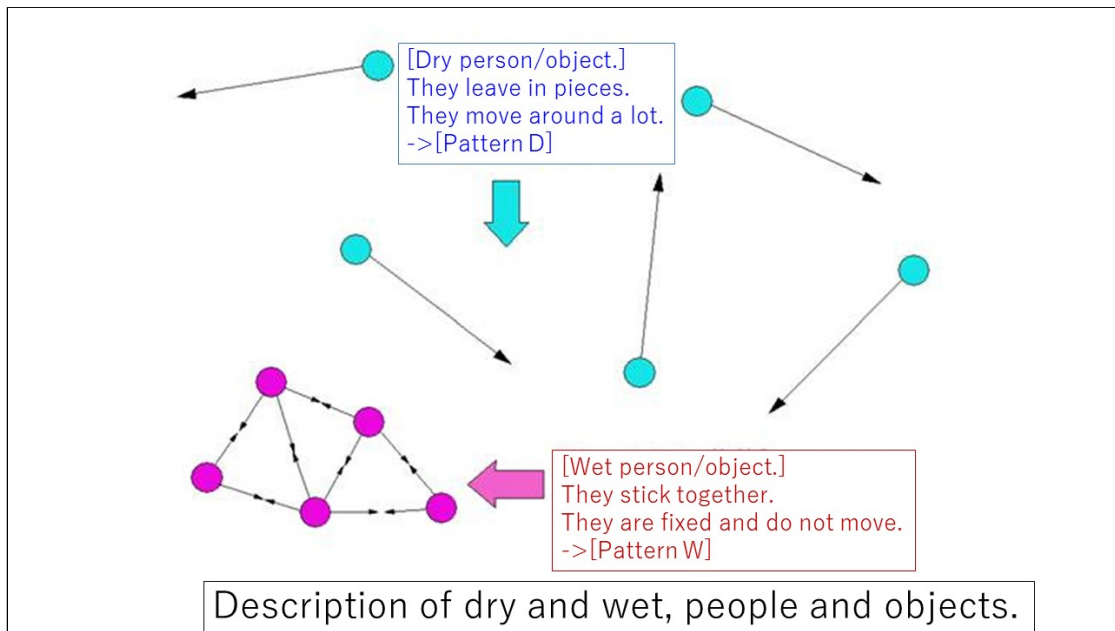 [Dry person/object.]
They leave in pieces.
They move around a lot.
->[Pattern D]
[Wet person/object.]
They stick together.
They are fixed and do not move.
->[Pattern W]
Description of dry and wet, people and objects.